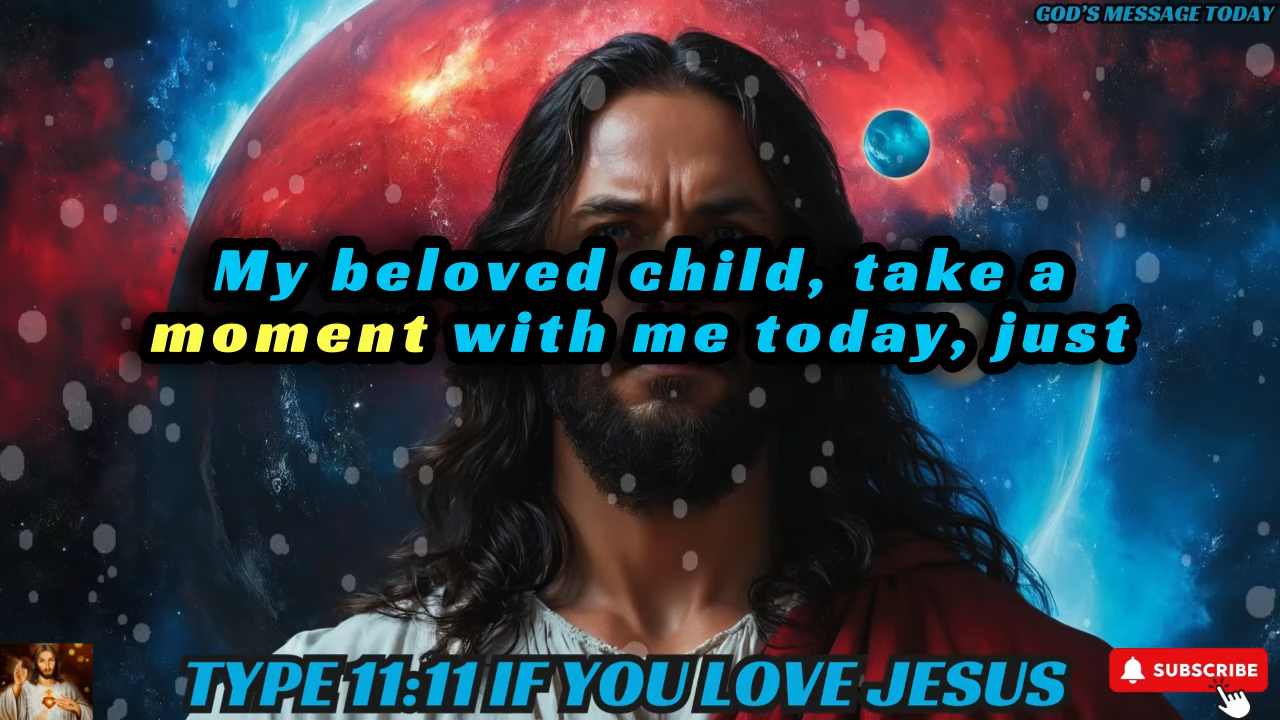 GOD'S MESSAGE TODAY
My beloved child, take a
moment with me today, just
TYPE 11:11 IF YOU LOVE JESUS
SUBSCRIBE